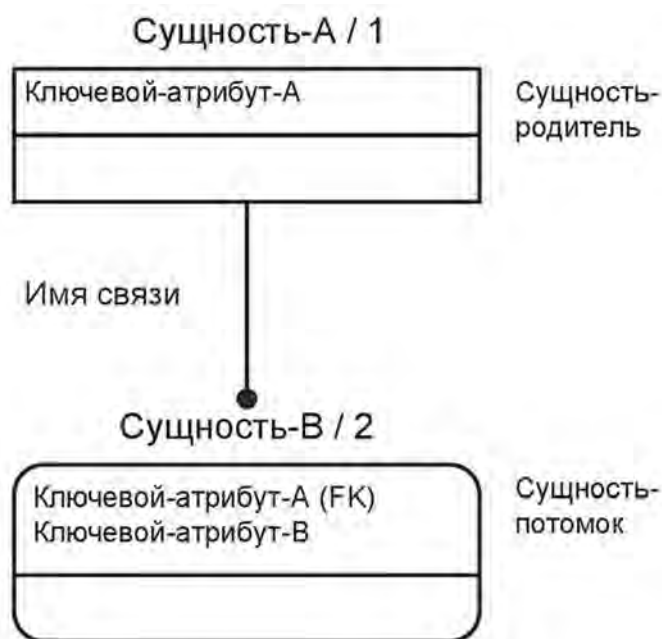 Сущность-А / 1
Ключевой-атрибут-А
Сущность-
родитель
Имя связи
Сущность-В / 2
Ключевой-атрибут-А (FK)
Ключевой-атрибут-В
Сущность-
потомок